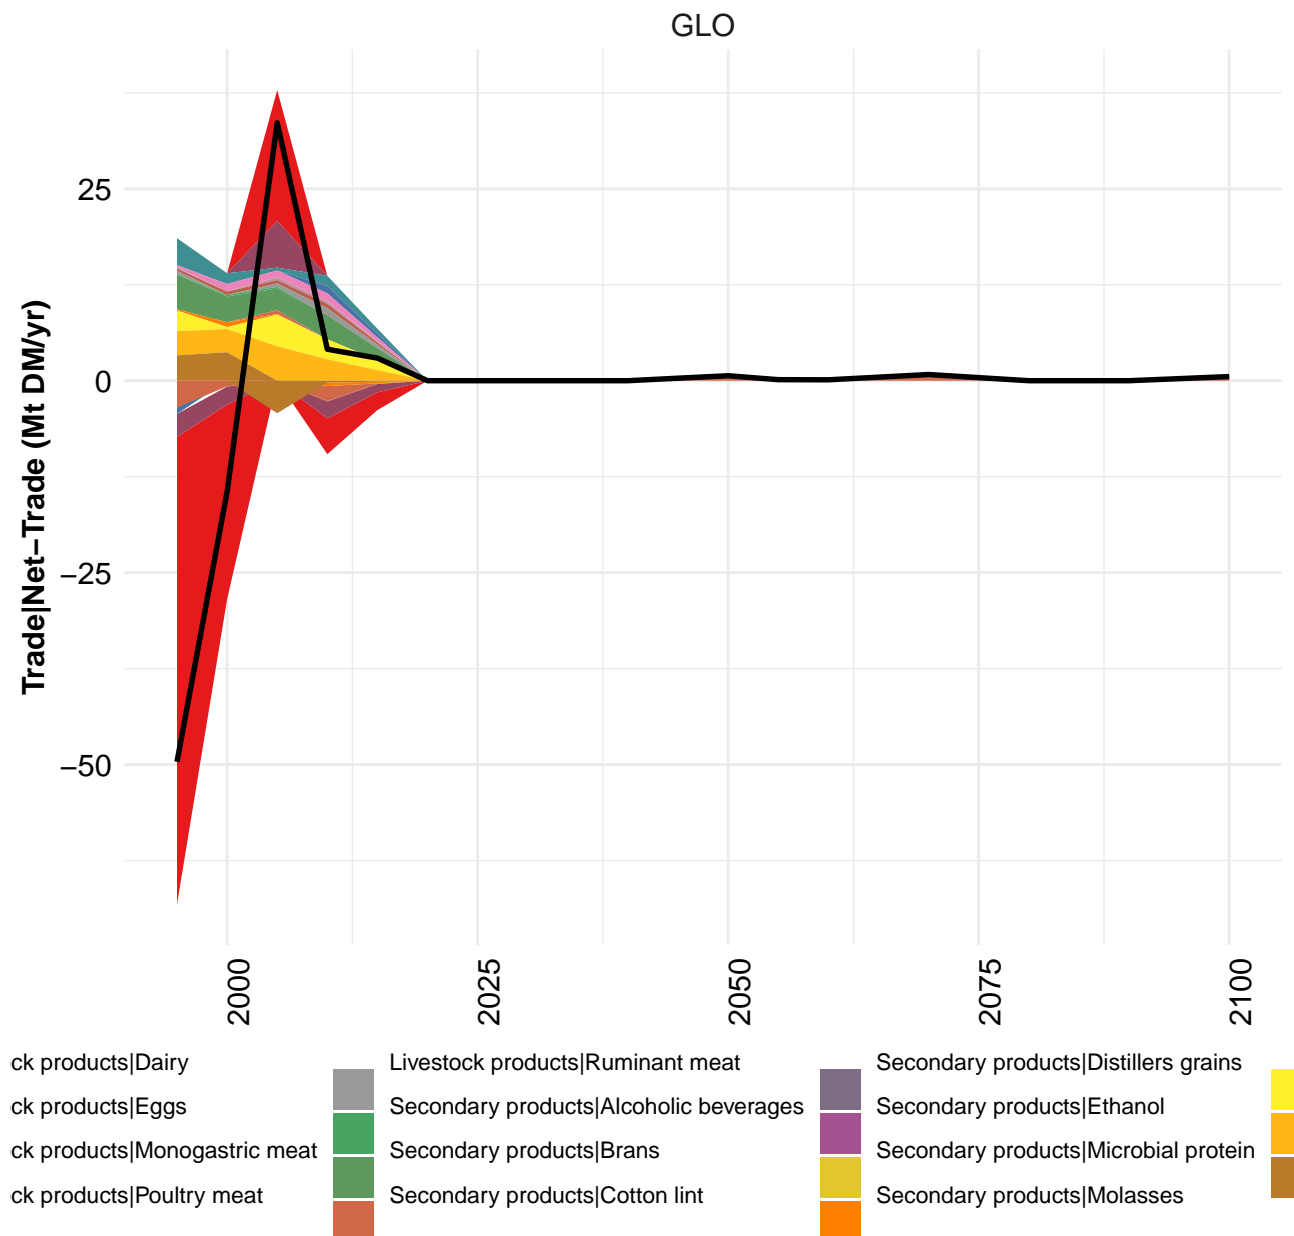 GLO
Trade|Net−Trade (Mt DM/yr)
25
0
−25
−50
2000
2025
2050
2075
2100
ck products|Dairy
Livestock products|Ruminant meat
Secondary products|Distillers grains
ck products|Eggs
Secondary products|Alcoholic beverages
Secondary products|Ethanol
ck products|Monogastric meat
Secondary products|Brans
Secondary products|Microbial protein
ck products|Poultry meat
Secondary products|Cotton lint
Secondary products|Molasses